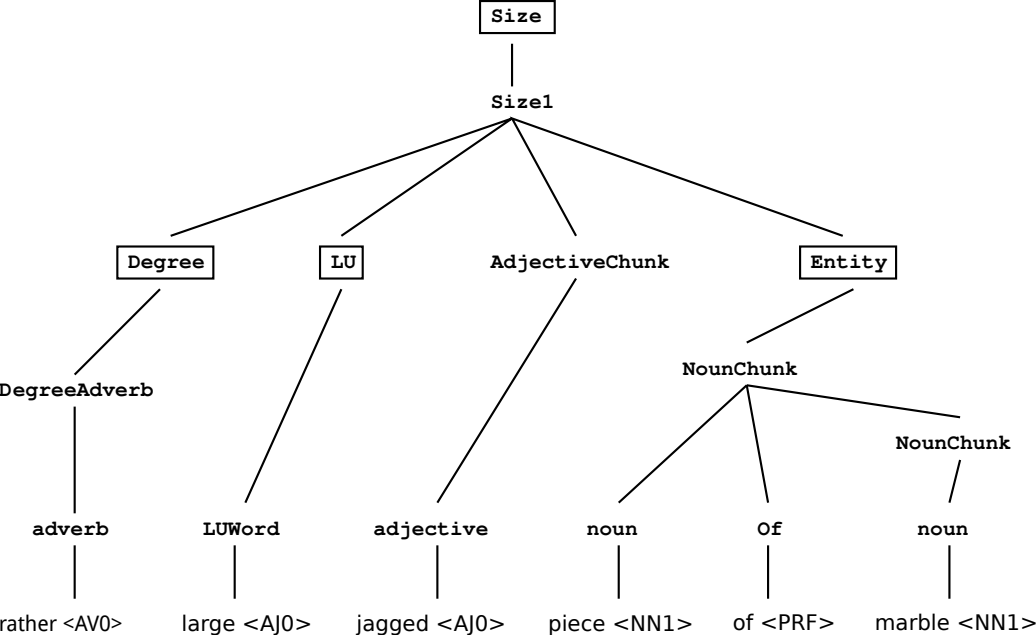 Size
Size1
Degree LU AdjectiveChunk Entity
NounChunk
DegreeAdverb
NounChunk
adverb LUWord adjective noun Of noun
rather <AV0> large <AJ0> jagged <AJ0> piece <NN1> of <PRF> marble <NN1>